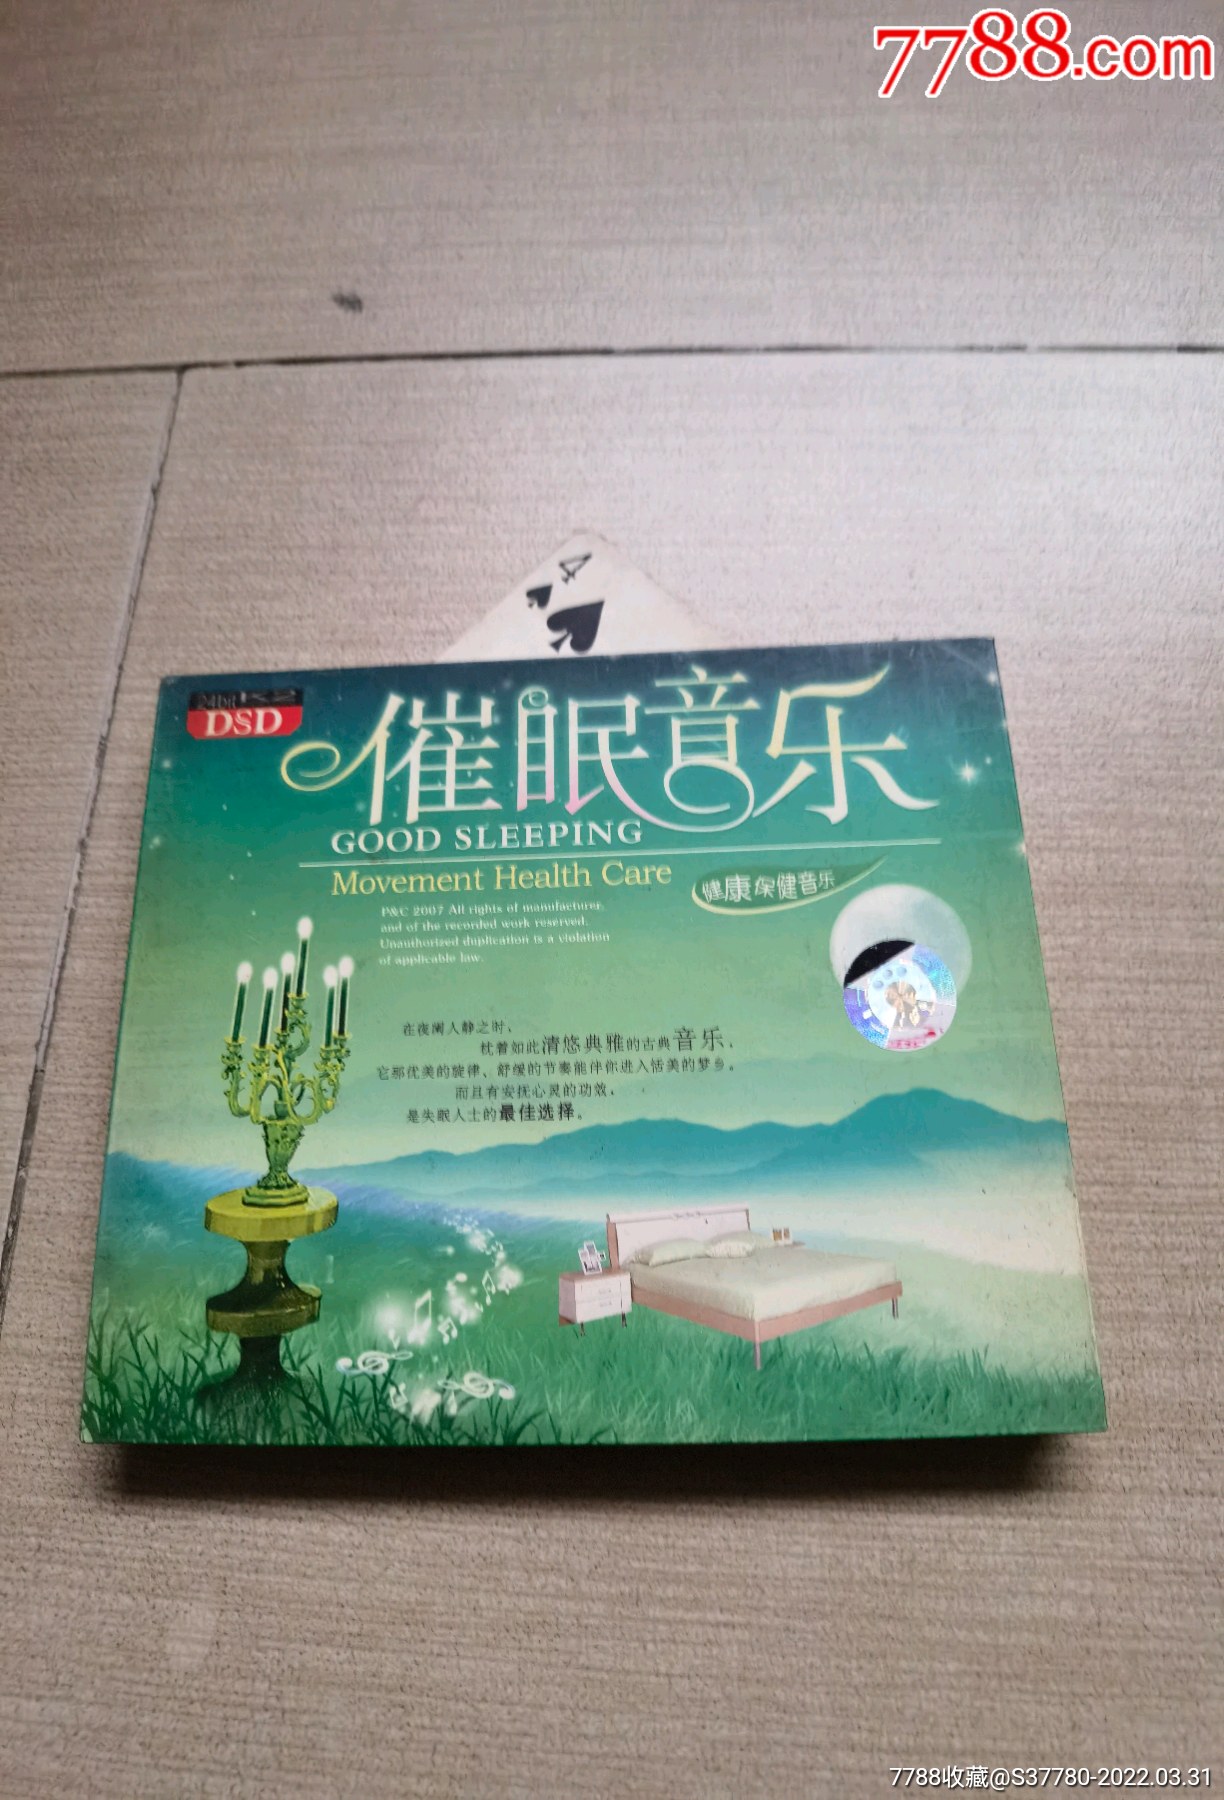 7788.com
4
24bit K2
DSD
催眠音乐
GOOD SLEEPING
Movement Health Care
健康保健音乐
P&C 2007 All rights of manufacturer,
and of the recorded work reserved.
Unauthorized duplication is a violation
of applicable law.
在夜阑人静之时，
枕着如此清悠典雅的古典音乐，
它那优美的旋律、舒缓的节奏能伴你进入恬美的梦乡。
而且有安抚心灵的功效，
是失眠人士的最佳选择。
7788收藏@S37780-2022.03.31